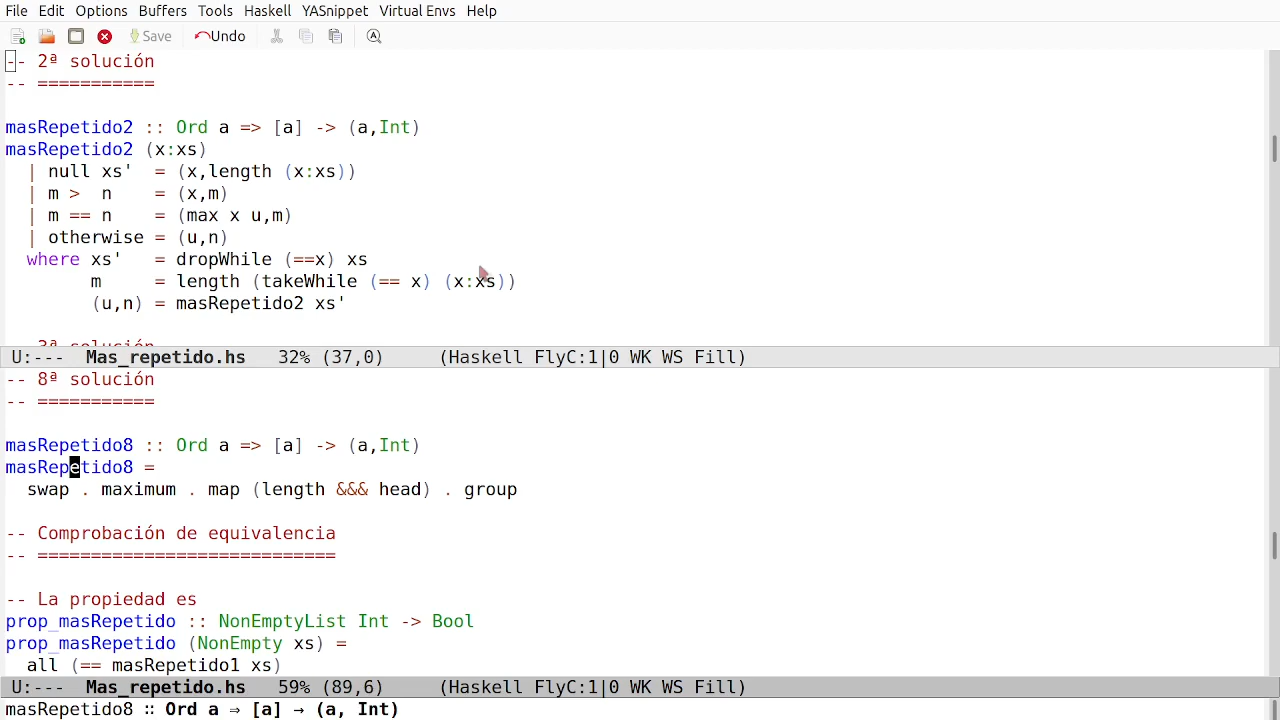 File Edit Options Buffers Tools Haskell YASnippet Virtual Envs Help
Save Undo
-- 2ª solución
-- ===========
masRepetido2 :: Ord a => [a] -> (a,Int)
masRepetido2 (x:xs)
  | null xs'  = (x,length (x:xs))
  | m >  n    = (x,m)
  | m == n    = (max x u,m)
  | otherwise = (u,n)
  where xs'   = dropWhile (==x) xs
        m     = length (takeWhile (== x) (x:xs))
        (u,n) = masRepetido2 xs'
-- 3ª solución
U:--- Mas_repetido.hs 32% (37,0) (Haskell FlyC:1|0 WK WS Fill)
-- 8ª solución
-- ===========
masRepetido8 :: Ord a => [a] -> (a,Int)
masRepetido8 =
  swap . maximum . map (length &&& head) . group
-- Comprobación de equivalencia
-- ============================
-- La propiedad es
prop_masRepetido :: NonEmptyList Int -> Bool
prop_masRepetido (NonEmpty xs) =
  all (== masRepetido1 xs)
U:--- Mas_repetido.hs 59% (89,6) (Haskell FlyC:1|0 WK WS Fill)
masRepetido8 ∷ Ord a ⇒ [a] → (a, Int)